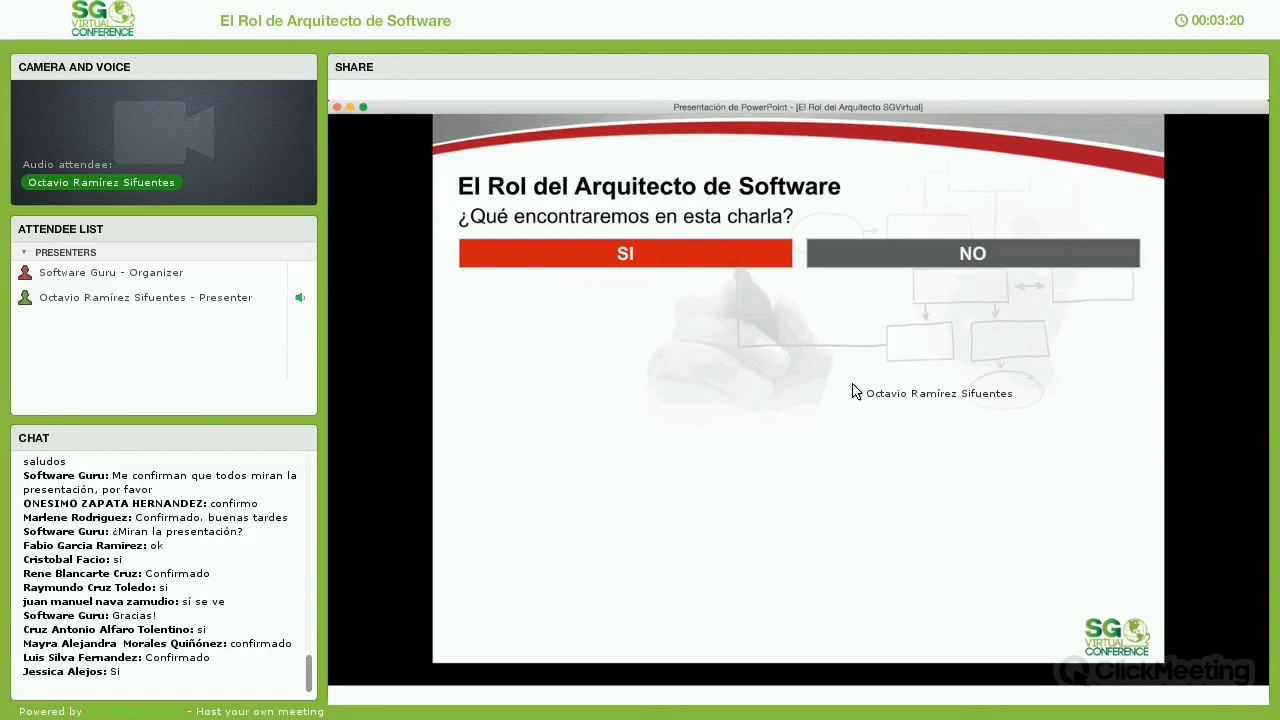 SG
VIRTUAL
CONFERENCE
El Rol de Arquitecto de Software
00:03:20
CAMERA AND VOICE
Audio attendee:
Octavio Ramírez Sifuentes
ATTENDEE LIST
PRESENTERS
Software Guru - Organizer
Octavio Ramírez Sifuentes - Presenter
CHAT
saludos
Software Guru: Me confirman que todos miran la
presentación, por favor
ONESIMO ZAPATA HERNANDEZ: confirmo
Marlene Rodriguez: Confirmado. buenas tardes
Software Guru: ¿Miran la presentación?
Fabio Garcia Ramirez: ok
Cristobal Facio: si
Rene Blancarte Cruz: Confirmado
Raymundo Cruz Toledo: si
juan manuel nava zamudio: sí se ve
Software Guru: Gracias!
Cruz Antonio Alfaro Tolentino: si
Mayra Alejandra  Morales Quiñónez: confirmado
Luis Silva Fernandez: Confirmado
Jessica Alejos: Si
Powered by ClickMeeting.com - Host your own meeting
SHARE
Presentación de PowerPoint - [El Rol del Arquitecto SGVirtual]
El Rol del Arquitecto de Software
¿Qué encontraremos en esta charla?
SI
NO
Octavio Ramírez Sifuentes
SG
VIRTUAL
CONFERENCE
ClickMeeting